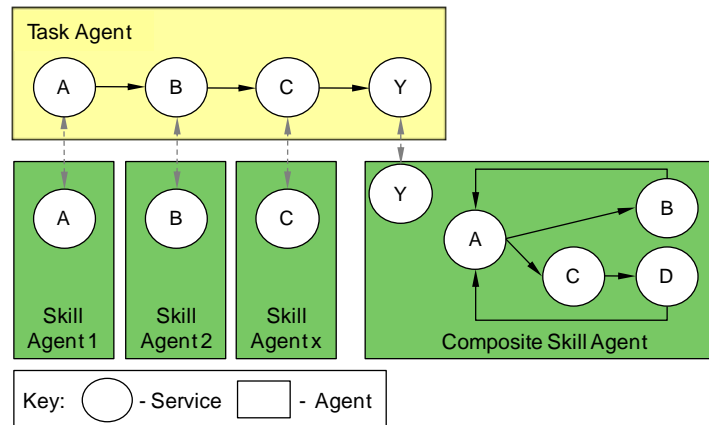 Task Agent
A
B
C
Y
A
B
C
Y
A
B
C
D
Skill
Agent 1
Skill
Agent 2
Skill
Agent x
Composite Skill Agent
Key:
- Service
- Agent